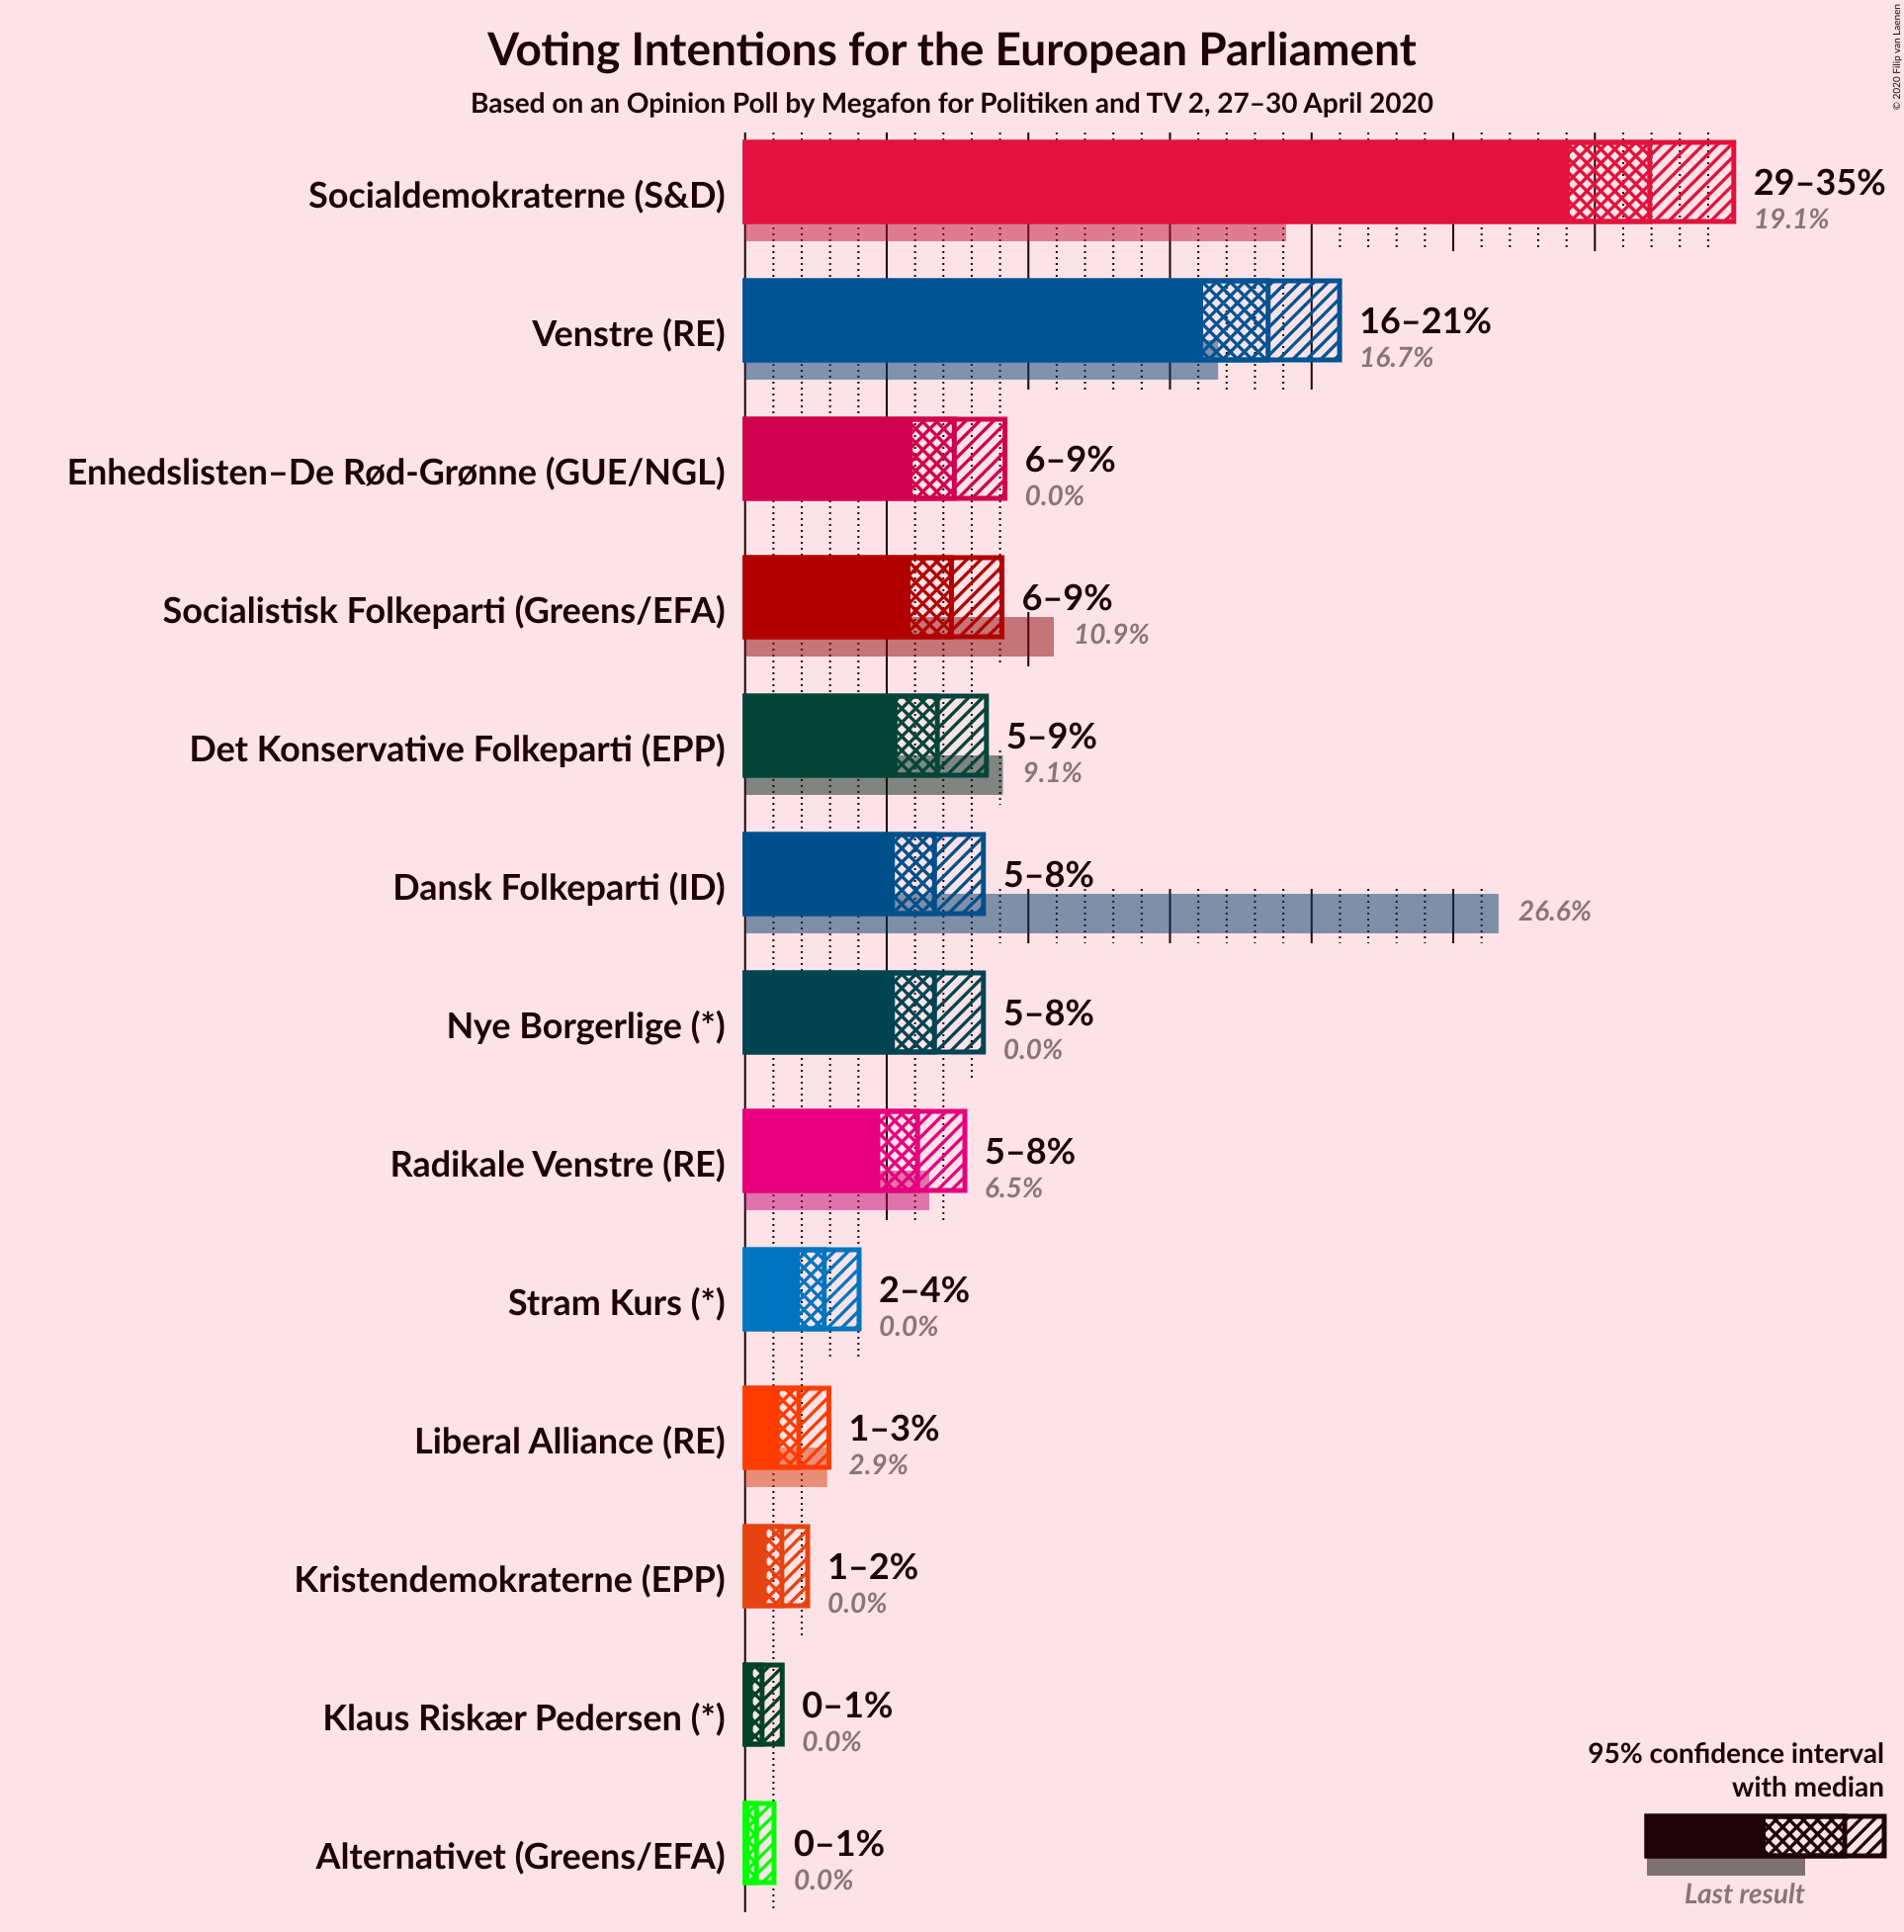 Voting Intentions for the European Parliament
Based on an Opinion Poll by Megafon for Politiken and TV 2, 27–30 April 2020
© 2020 Filip van Laenen
Socialdemokraterne (S&D)
29–35%
19.1%
Venstre (RE)
16–21%
16.7%
Enhedslisten–De Rød-Grønne (GUE/NGL)
6–9%
0.0%
Socialistisk Folkeparti (Greens/EFA)
6–9%
10.9%
Det Konservative Folkeparti (EPP)
5–9%
9.1%
Dansk Folkeparti (ID)
5–8%
26.6%
Nye Borgerlige (*)
5–8%
0.0%
Radikale Venstre (RE)
5–8%
6.5%
Stram Kurs (*)
2–4%
0.0%
Liberal Alliance (RE)
1–3%
2.9%
Kristendemokraterne (EPP)
1–2%
0.0%
Klaus Riskær Pedersen (*)
0–1%
0.0%
Alternativet (Greens/EFA)
0–1%
0.0%
95% confidence interval
with median
Last result